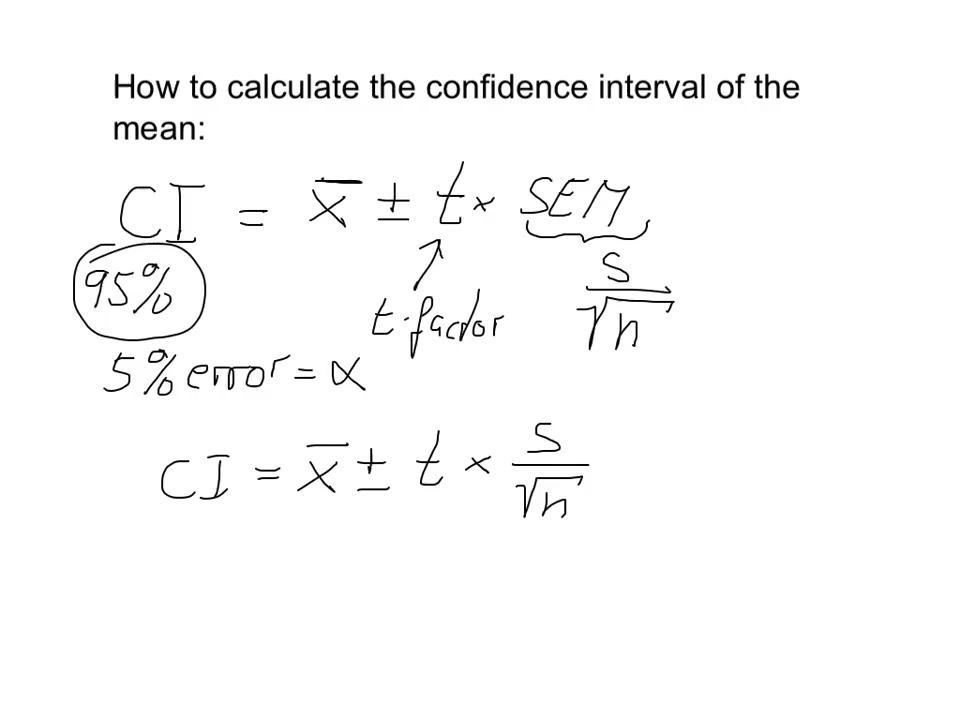 How to calculate the confidence interval of the
mean:
CI = x̄ ± t × SEM
95%
t-factor
s/√n
5% error = α
CI = x̄ ± t × s/√n